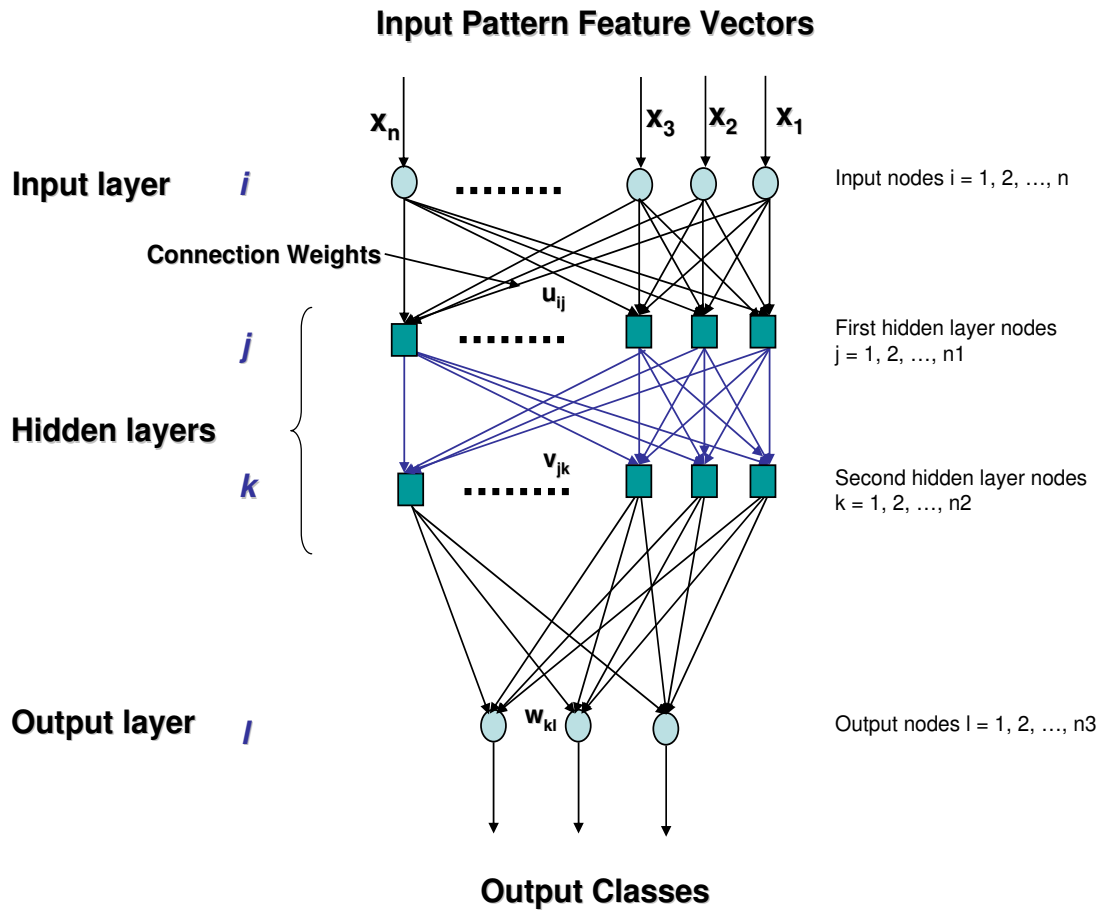 Input Pattern Feature Vectors
xn x3 x2 x1
Input layer i
Input nodes i = 1, 2, …, n
Connection Weights
uij
j
First hidden layer nodes
j = 1, 2, …, n1
Hidden layers
vjk
k
Second hidden layer nodes
k = 1, 2, …, n2
Output layer l
wkl
Output nodes l = 1, 2, …, n3
Output Classes